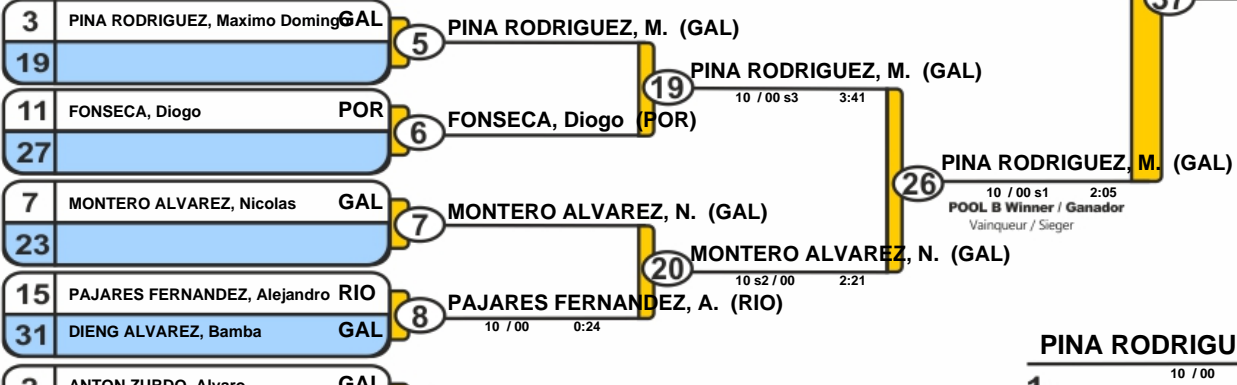 37
3 PINA RODRIGUEZ, Maximo Domingo GAL
19
5 PINA RODRIGUEZ, M. (GAL)
19 PINA RODRIGUEZ, M. (GAL)
10 / 00 s3 3:41
11 FONSECA, Diogo POR
27
6 FONSECA, Diogo (POR)
26 PINA RODRIGUEZ, M. (GAL)
10 / 00 s1 2:05
POOL B Winner / Ganador
Vainqueur / Sieger
7 MONTERO ALVAREZ, Nicolas GAL
23
7 MONTERO ALVAREZ, N. (GAL)
20 MONTERO ALVAREZ, N. (GAL)
10 s2 / 00 2:21
15 PAJARES FERNANDEZ, Alejandro RIO
31 DIENG ALVAREZ, Bamba GAL
8 PAJARES FERNANDEZ, A. (RIO)
10 / 00 0:24
PINA RODRIGU
10 / 00
ANTON ZURDO, Alvaro GAL